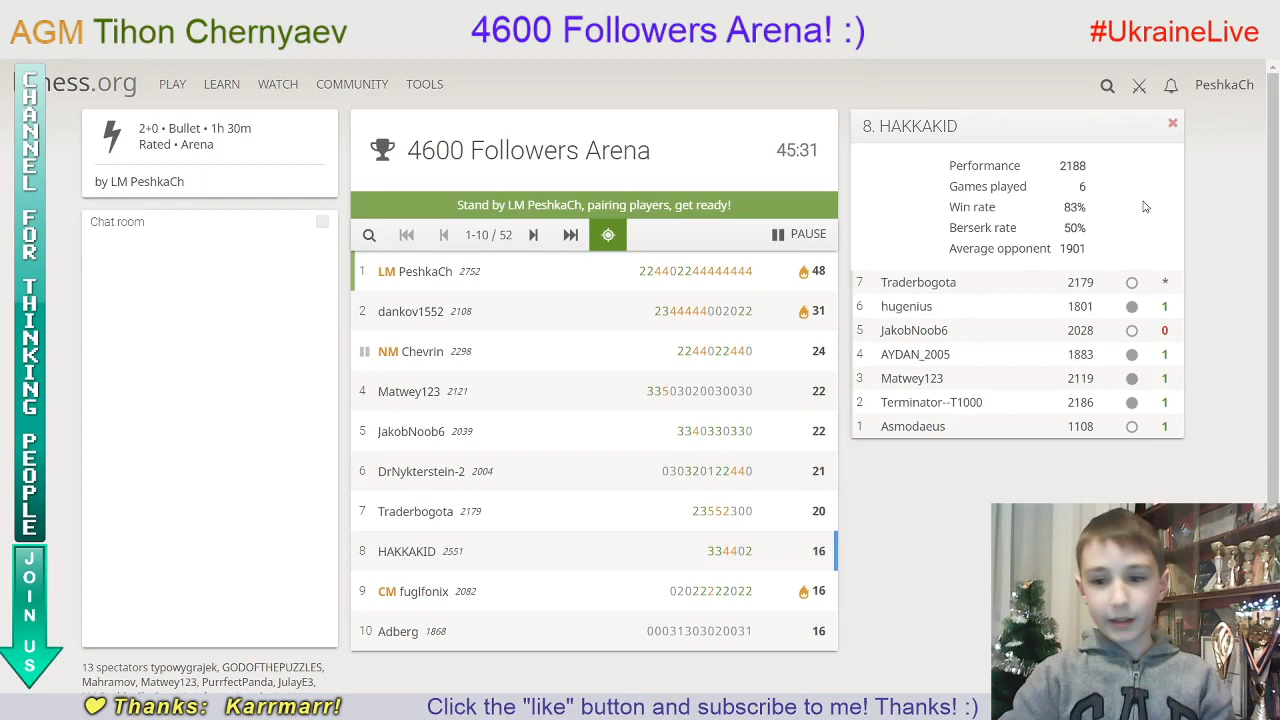 AGM Tihon Chernyaev
4600 Followers Arena! :)
#UkraineLive
CHANNEL FOR THINKING PEOPLE
JOIN US
ess.org
PLAY LEARN WATCH COMMUNITY TOOLS
PeshkaCh
2+0 • Bullet • 1h 30m
Rated • Arena
by LM PeshkaCh
Chat room
4600 Followers Arena 45:31
Stand by LM PeshkaCh, pairing players, get ready!
1-10 / 52 PAUSE
1 LM PeshkaCh 2752 22440224444444 48
2 dankov1552 2108 2344444002022 31
NM Chevrin 2298 2244022440 24
4 Matwey123 2121 33503020030030 22
5 JakobNoob6 2039 3340330330 22
6 DrNykterstein-2 2004 030320122440 21
7 Traderbogota 2179 23552300 20
8 HAKKAKID 2551 334402 16
9 CM fuglfonix 2082 02022222022 16
10 Adberg 1868 00031303020031 16
13 spectators typowygrajek, GODOFTHEPUZZLES,
Mahramov, Matwey123, PurrfectPanda, JulayE3,
8. HAKKAKID
Performance 2188
Games played 6
Win rate 83%
Berserk rate 50%
Average opponent 1901
7 Traderbogota 2179 *
6 hugenius 1801 1
5 JakobNoob6 2028 0
4 AYDAN_2005 1883 1
3 Matwey123 2119 1
2 Terminator--T1000 2186 1
1 Asmodaeus 1108 1
Thanks: Karrmarr!
Click the "like" button and subscribe to me! Thanks! :)